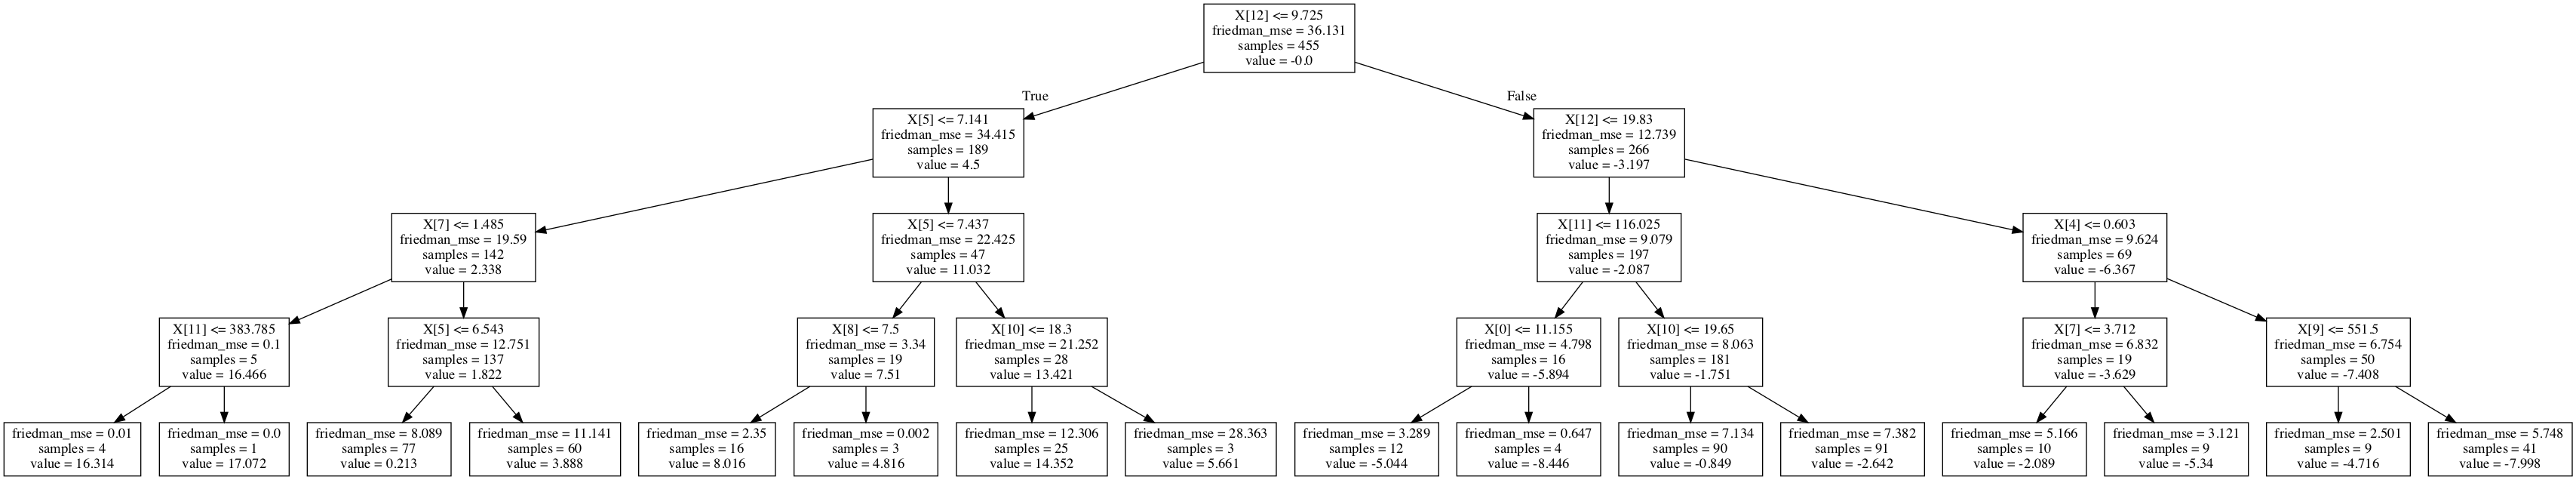 X[12] <= 9.725
friedman_mse = 36.131
samples = 455
value = -0.0
True
False
X[5] <= 7.141
friedman_mse = 34.415
samples = 189
value = 4.5
X[12] <= 19.83
friedman_mse = 12.739
samples = 266
value = -3.197
X[7] <= 1.485
friedman_mse = 19.59
samples = 142
value = 2.338
X[5] <= 7.437
friedman_mse = 22.425
samples = 47
value = 11.032
X[11] <= 116.025
friedman_mse = 9.079
samples = 197
value = -2.087
X[4] <= 0.603
friedman_mse = 9.624
samples = 69
value = -6.367
X[11] <= 383.785
friedman_mse = 0.1
samples = 5
value = 16.466
X[5] <= 6.543
friedman_mse = 12.751
samples = 137
value = 1.822
X[8] <= 7.5
friedman_mse = 3.34
samples = 19
value = 7.51
X[10] <= 18.3
friedman_mse = 21.252
samples = 28
value = 13.421
X[0] <= 11.155
friedman_mse = 4.798
samples = 16
value = -5.894
X[10] <= 19.65
friedman_mse = 8.063
samples = 181
value = -1.751
X[7] <= 3.712
friedman_mse = 6.832
samples = 19
value = -3.629
X[9] <= 551.5
friedman_mse = 6.754
samples = 50
value = -7.408
friedman_mse = 0.01
samples = 4
value = 16.314
friedman_mse = 0.0
samples = 1
value = 17.072
friedman_mse = 8.089
samples = 77
value = 0.213
friedman_mse = 11.141
samples = 60
value = 3.888
friedman_mse = 2.35
samples = 16
value = 8.016
friedman_mse = 0.002
samples = 3
value = 4.816
friedman_mse = 12.306
samples = 25
value = 14.352
friedman_mse = 28.363
samples = 3
value = 5.661
friedman_mse = 3.289
samples = 12
value = -5.044
friedman_mse = 0.647
samples = 4
value = -8.446
friedman_mse = 7.134
samples = 90
value = -0.849
friedman_mse = 7.382
samples = 91
value = -2.642
friedman_mse = 5.166
samples = 10
value = -2.089
friedman_mse = 3.121
samples = 9
value = -5.34
friedman_mse = 2.501
samples = 9
value = -4.716
friedman_mse = 5.748
samples = 41
value = -7.998